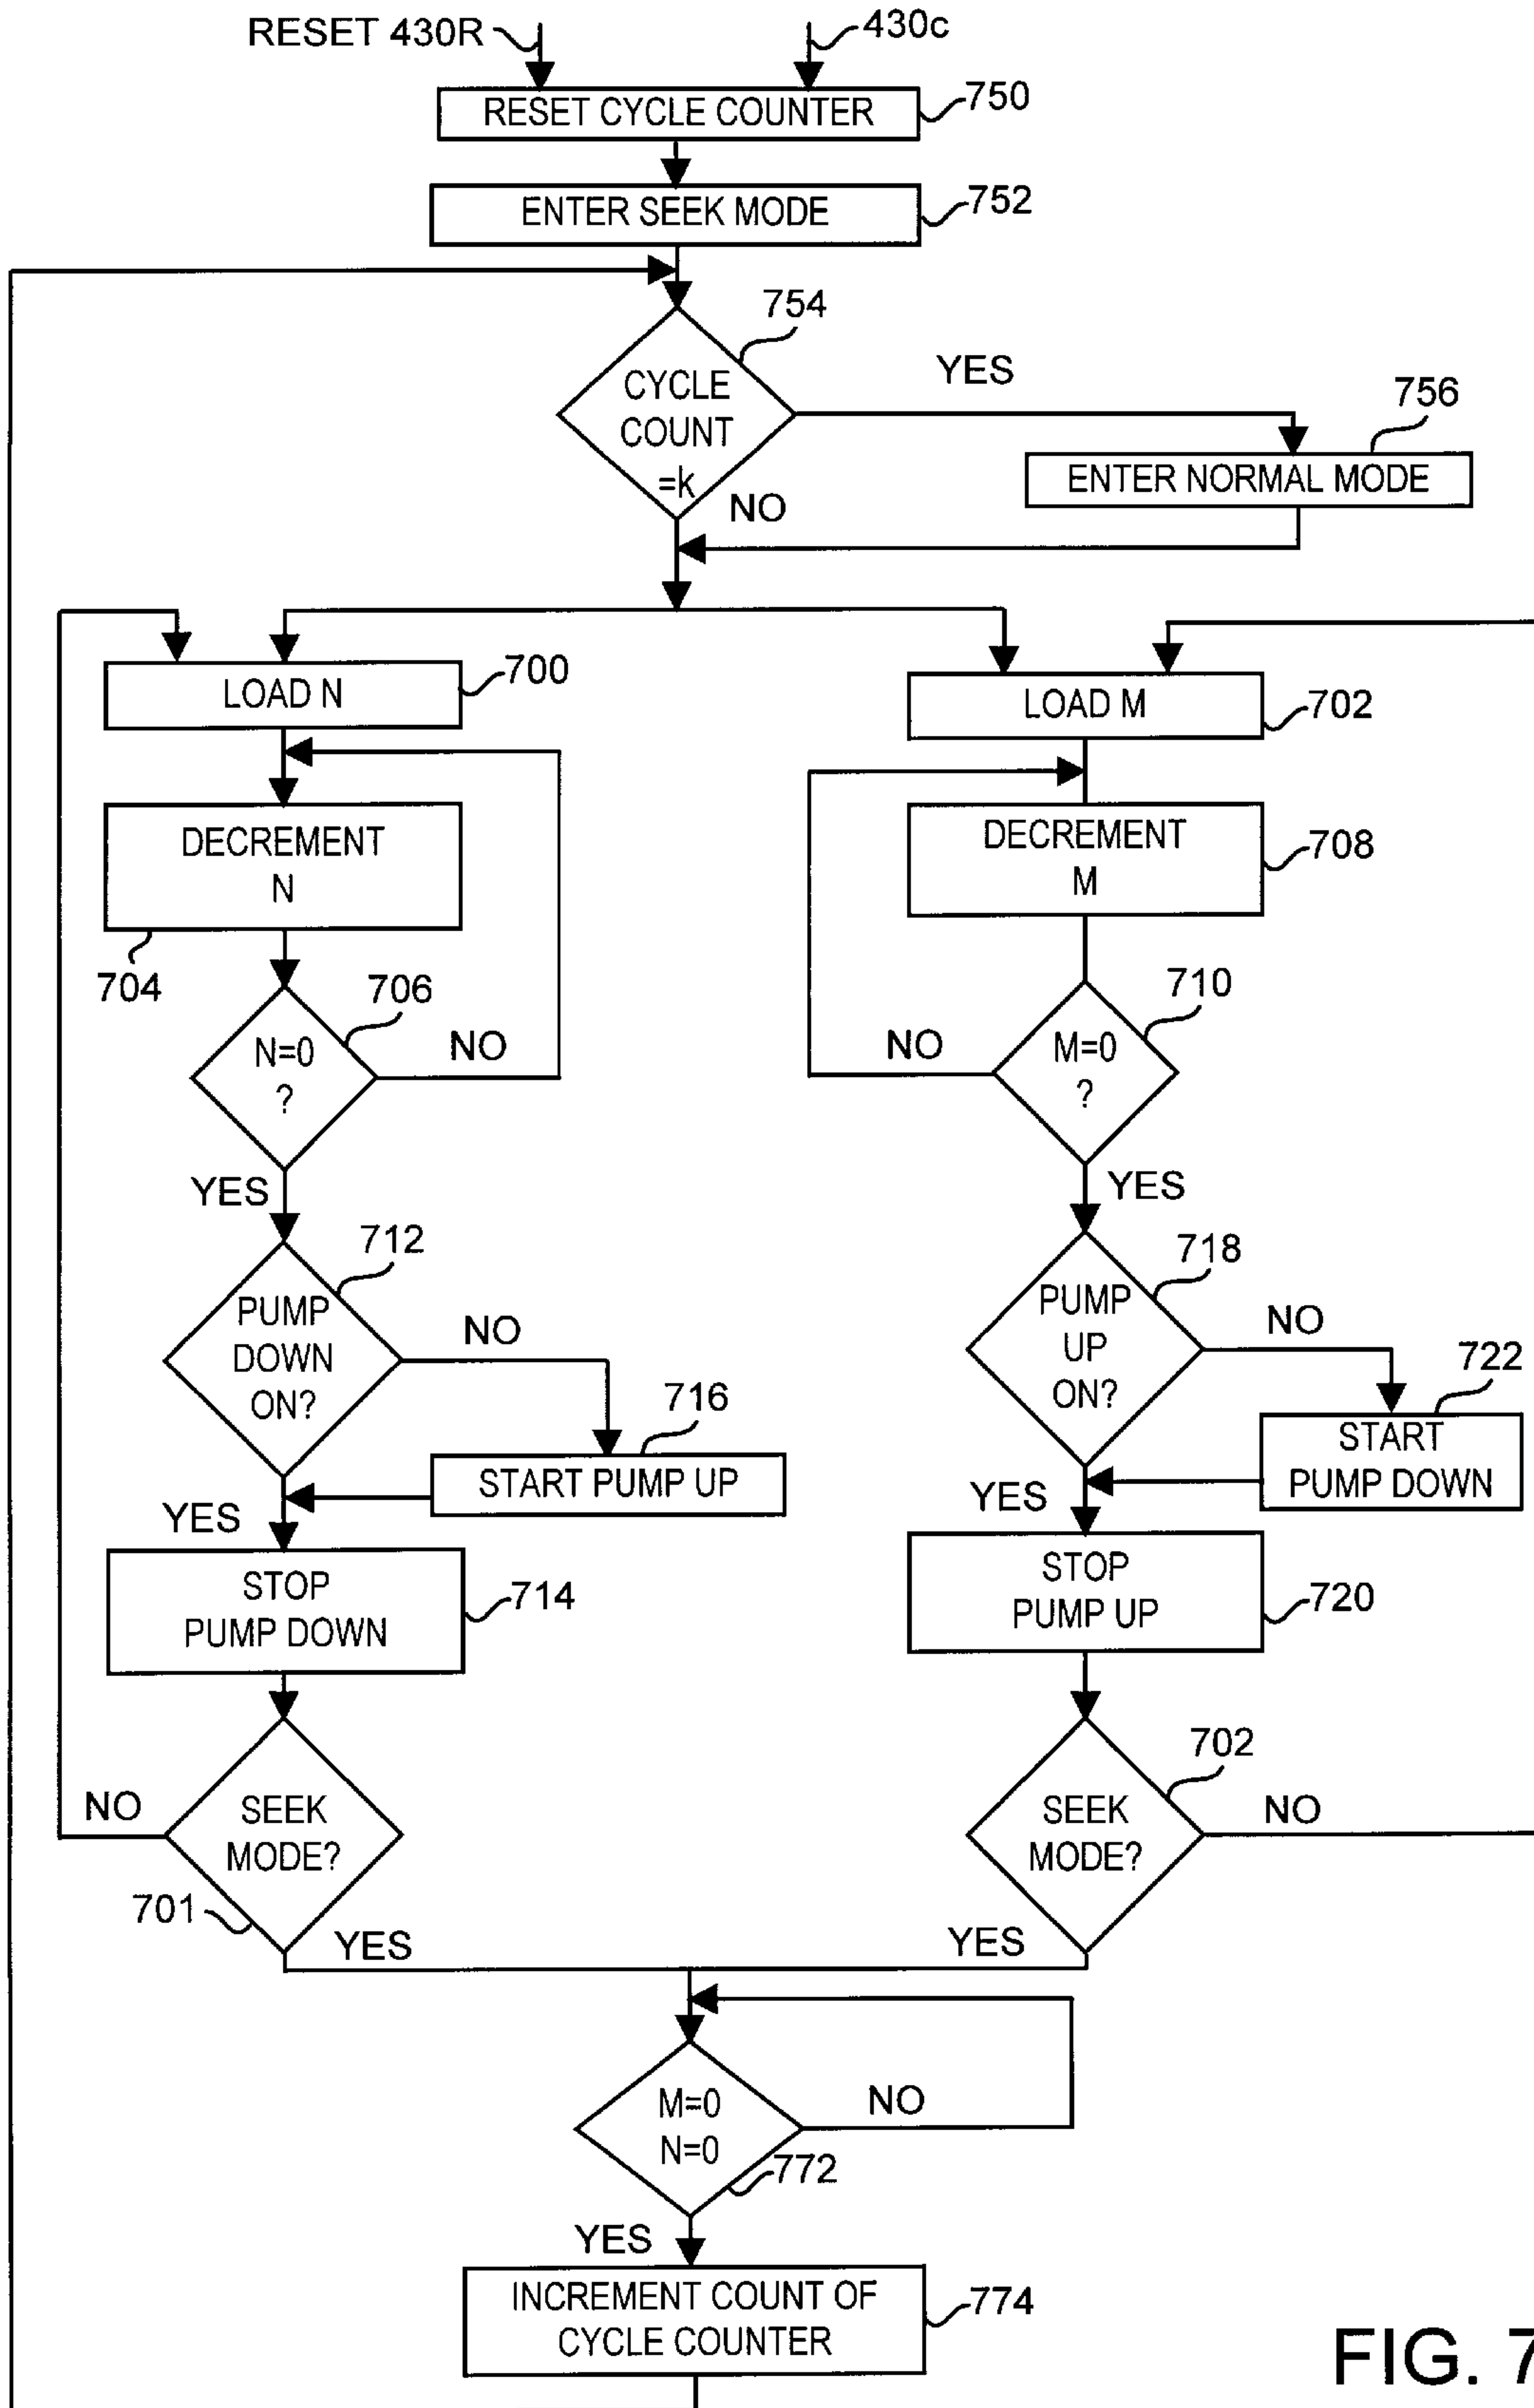 RESET 430R
430c
RESET CYCLE COUNTER
750
ENTER SEEK MODE
752
754
CYCLE
COUNT
=k
YES
NO
756
ENTER NORMAL MODE
LOAD N
700
LOAD M
702
DECREMENT
N
704
DECREMENT
M
708
706
N=0
?
NO
YES
710
M=0
?
NO
YES
712
PUMP
DOWN
ON?
NO
YES
716
START PUMP UP
718
PUMP
UP
ON?
NO
YES
722
START
PUMP DOWN
STOP
PUMP DOWN
714
STOP
PUMP UP
720
SEEK
MODE?
NO
701
YES
702
SEEK
MODE?
NO
YES
M=0
N=0
NO
772
YES
INCREMENT COUNT OF
CYCLE COUNTER
774
FIG. 7